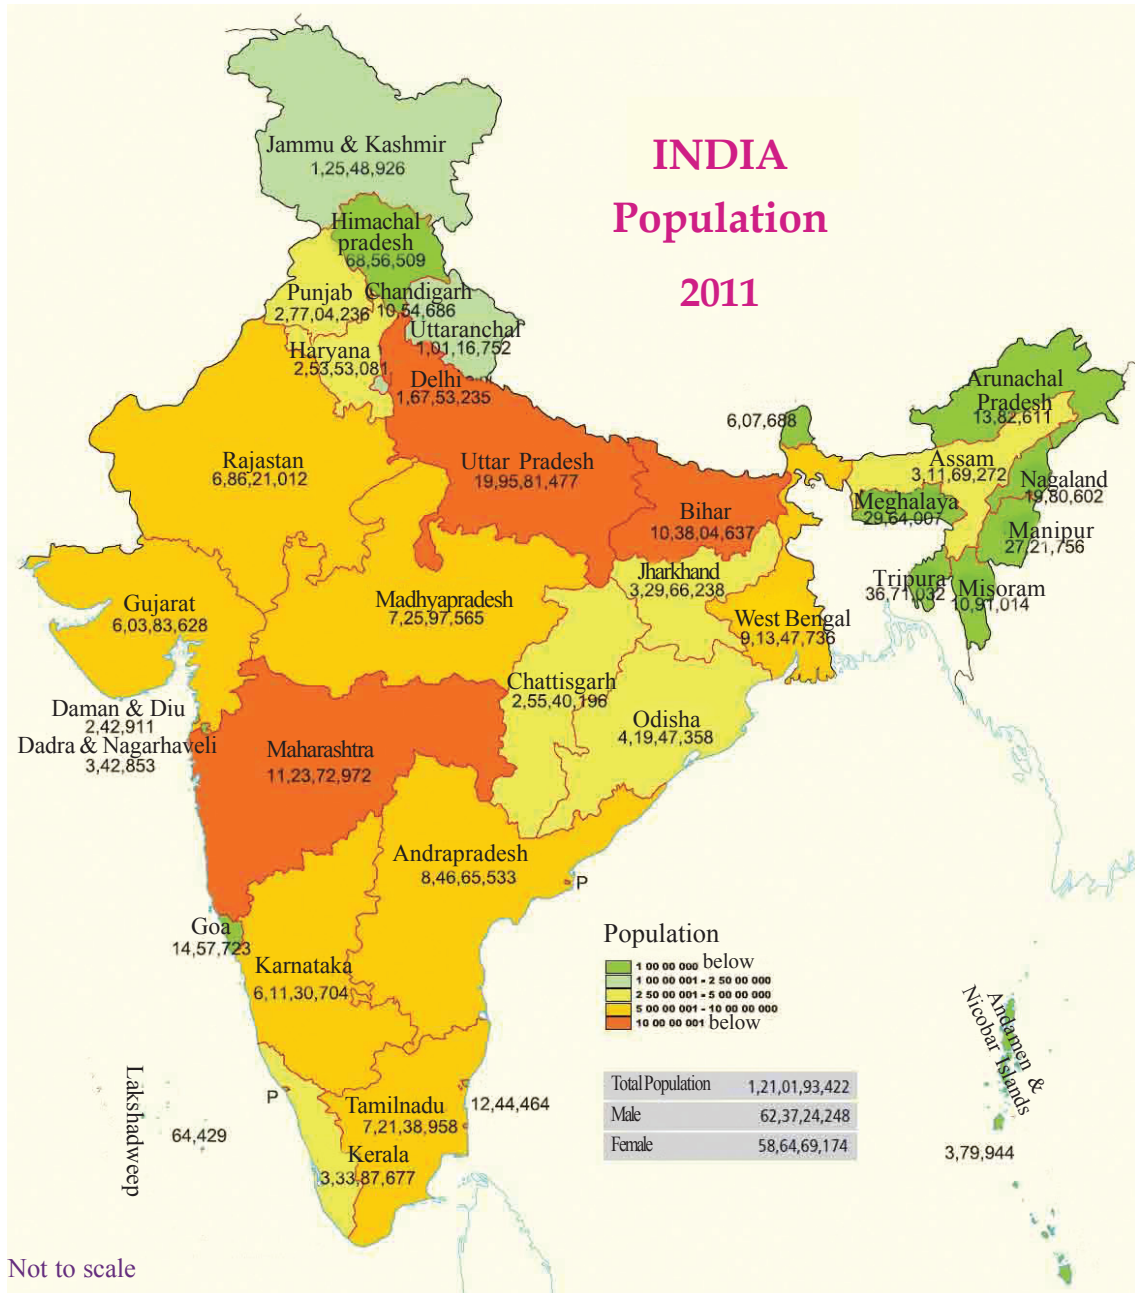 INDIA
Population
2011
Jammu & Kashmir
1,25,48,926
Himachal
pradesh
68,56,509
Punjab
2,77,04,236
Chandigarh
10,54,686
Uttaranchal
1,01,16,752
Haryana
2,53,53,081
Delhi
1,67,53,235
Rajastan
6,86,21,012
Uttar Pradesh
19,95,81,477
Bihar
10,38,04,637
6,07,688
Arunachal
Pradesh
13,82,611
Assam
3,11,69,272
Nagaland
19,80,602
Meghalaya
29,64,007
Manipur
27,21,756
Tripura
36,71,032
Misoram
10,91,014
Jharkhand
3,29,66,238
West Bengal
9,13,47,736
Gujarat
6,03,83,628
Madhyapradesh
7,25,97,565
Chattisgarh
2,55,40,196
Odisha
4,19,47,358
Daman & Diu
2,42,911
Dadra & Nagarhaveli
3,42,853
Maharashtra
11,23,72,972
Andrapradesh
8,46,65,533
P
Goa
14,57,723
Karnataka
6,11,30,704
Population
1 00 00 000 below
1 00 00 001 - 2 50 00 000
2 50 00 001 - 5 00 00 000
5 00 00 001 - 10 00 00 000
10 00 00 001 below
Total Population 1,21,01,93,422
Male 62,37,24,248
Female 58,64,69,174
Andamen &
Nicobar Islands
3,79,944
Lakshadweep
64,429
P
Tamilnadu
7,21,38,958
12,44,464
Kerala
3,33,87,677
Not to scale